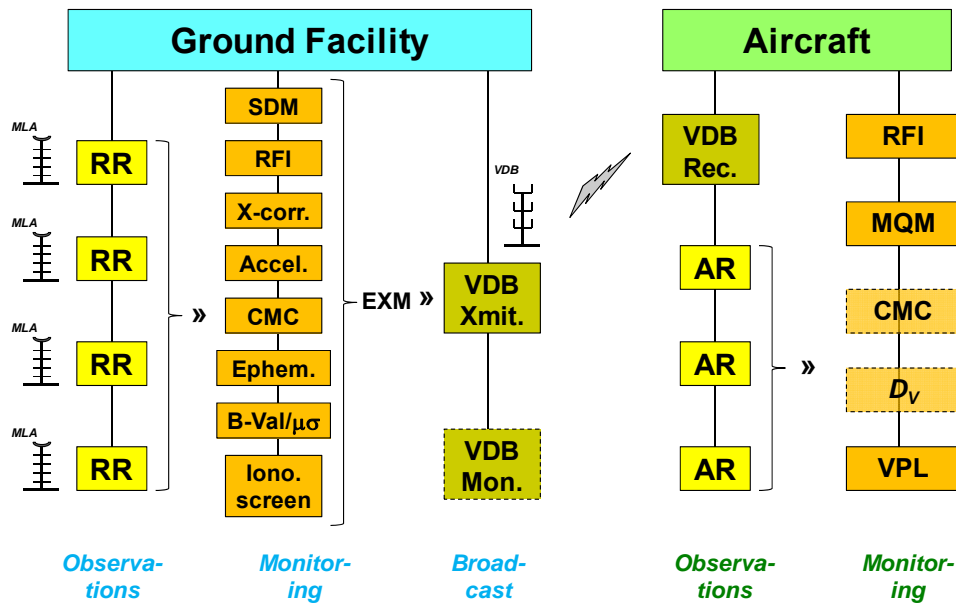 Ground Facility
Aircraft
MLA
RR
MLA
RR
MLA
RR
MLA
RR
»
SDM
RFI
X-corr.
Accel.
CMC
Ephem.
B-Val/μσ
Iono.
screen
EXM »
VDB
VDB
Xmit.
VDB
Mon.
VDB
Rec.
AR
AR
AR
»
RFI
MQM
CMC
D_V
VPL
Observa-
tions
Monitor-
ing
Broad-
cast
Observa-
tions
Monitor-
ing